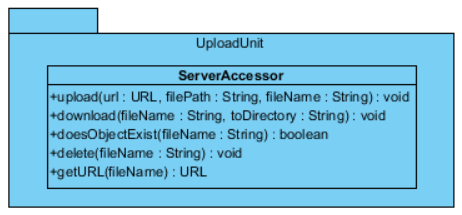 UploadUnit
ServerAccessor
+upload(url : URL, filePath : String, fileName : String) : void
+download(fileName : String, toDirectory : String) : void
+doesObjectExist(fileName : String) : boolean
+delete(fileName : String) : void
+getURL(fileName) : URL